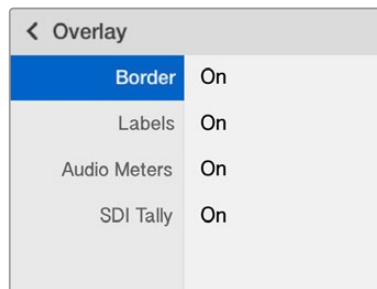 Overlay
Border On
Labels On
Audio Meters On
SDI Tally On